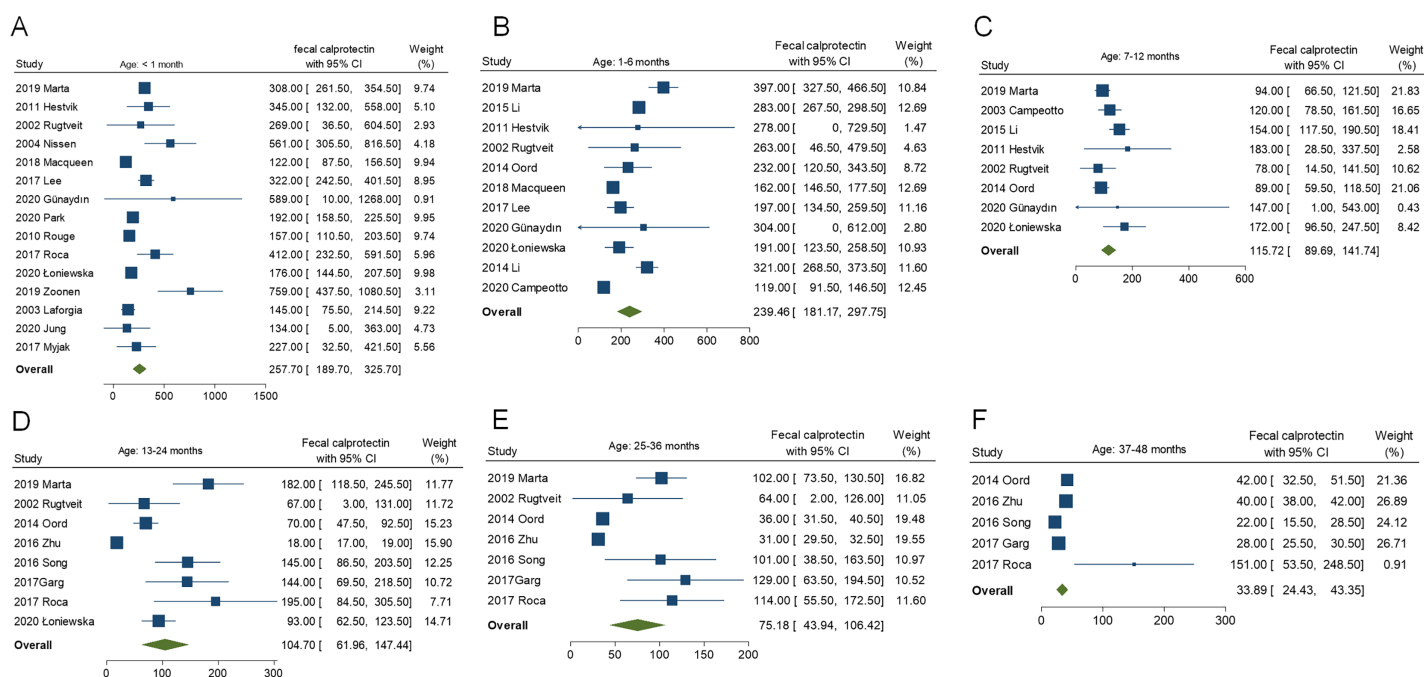 A
fecal calprotectin Weight
Study Age: < 1 month with 95% CI (%)
2019 Marta 308.00 [ 261.50, 354.50] 9.74
2011 Hestvik 345.00 [ 132.00, 558.00] 5.10
2002 Rugtveit 269.00 [ 36.50, 604.50] 2.93
2004 Nissen 561.00 [ 305.50, 816.50] 4.18
2018 Macqueen 122.00 [ 87.50, 156.50] 9.94
2017 Lee 322.00 [ 242.50, 401.50] 8.95
2020 Günaydın 589.00 [ 10.00, 1268.00] 0.91
2020 Park 192.00 [ 158.50, 225.50] 9.95
2010 Rouge 157.00 [ 110.50, 203.50] 9.74
2017 Roca 412.00 [ 232.50, 591.50] 5.96
2020 Łoniewska 176.00 [ 144.50, 207.50] 9.98
2019 Zoonen 759.00 [ 437.50, 1080.50] 3.11
2003 Laforgia 145.00 [ 75.50, 214.50] 9.22
2020 Jung 134.00 [ 5.00, 363.00] 4.73
2017 Myjak 227.00 [ 32.50, 421.50] 5.56
Overall 257.70 [ 189.70, 325.70]
0 500 1000 1500
B
Fecal calprotectin Weight
Study Age: 1-6 months with 95% CI (%)
2019 Marta 397.00 [ 327.50, 466.50] 10.84
2015 Li 283.00 [ 267.50, 298.50] 12.69
2011 Hestvik 278.00 [ 0, 729.50] 1.47
2002 Rugtveit 263.00 [ 46.50, 479.50] 4.63
2014 Oord 232.00 [ 120.50, 343.50] 8.72
2018 Macqueen 162.00 [ 146.50, 177.50] 12.69
2017 Lee 197.00 [ 134.50, 259.50] 11.16
2020 Günaydın 304.00 [ 0, 612.00] 2.80
2020 Łoniewska 191.00 [ 123.50, 258.50] 10.93
2014 Li 321.00 [ 268.50, 373.50] 11.60
2020 Campeotto 119.00 [ 91.50, 146.50] 12.45
Overall 239.46 [ 181.17, 297.75]
0 200 400 600 800
C
Fecal calprotectin Weight
Study Age: 7-12 months with 95% CI (%)
2019 Marta 94.00 [ 66.50, 121.50] 21.83
2003 Campeotto 120.00 [ 78.50, 161.50] 16.65
2015 Li 154.00 [ 117.50, 190.50] 18.41
2011 Hestvik 183.00 [ 28.50, 337.50] 2.58
2002 Rugtveit 78.00 [ 14.50, 141.50] 10.62
2014 Oord 89.00 [ 59.50, 118.50] 21.06
2020 Günaydın 147.00 [ 1.00, 543.00] 0.43
2020 Łoniewska 172.00 [ 96.50, 247.50] 8.42
Overall 115.72 [ 89.69, 141.74]
0 200 400 600
D
Fecal calprotectin Weight
Study Age: 13-24 months with 95% CI (%)
2019 Marta 182.00 [ 118.50, 245.50] 11.77
2002 Rugtveit 67.00 [ 3.00, 131.00] 11.72
2014 Oord 70.00 [ 47.50, 92.50] 15.23
2016 Zhu 18.00 [ 17.00, 19.00] 15.90
2016 Song 145.00 [ 86.50, 203.50] 12.25
2017Garg 144.00 [ 69.50, 218.50] 10.72
2017 Roca 195.00 [ 84.50, 305.50] 7.71
2020 Łoniewska 93.00 [ 62.50, 123.50] 14.71
Overall 104.70 [ 61.96, 147.44]
0 100 200 300
E
Fecal calprotectin Weight
Study Age: 25-36 months with 95% CI (%)
2019 Marta 102.00 [ 73.50, 130.50] 16.82
2002 Rugtveit 64.00 [ 2.00, 126.00] 11.05
2014 Oord 36.00 [ 31.50, 40.50] 19.48
2016 Zhu 31.00 [ 29.50, 32.50] 19.55
2016 Song 101.00 [ 38.50, 163.50] 10.97
2017Garg 129.00 [ 63.50, 194.50] 10.52
2017 Roca 114.00 [ 55.50, 172.50] 11.60
Overall 75.18 [ 43.94, 106.42]
0 50 100 150 200
F
Fecal calprotectin Weight
Study Age: 37-48 months with 95% CI (%)
2014 Oord 42.00 [ 32.50, 51.50] 21.36
2016 Zhu 40.00 [ 38.00, 42.00] 26.89
2016 Song 22.00 [ 15.50, 28.50] 24.12
2017 Garg 28.00 [ 25.50, 30.50] 26.71
2017 Roca 151.00 [ 53.50, 248.50] 0.91
Overall 33.89 [ 24.43, 43.35]
0 100 200 300